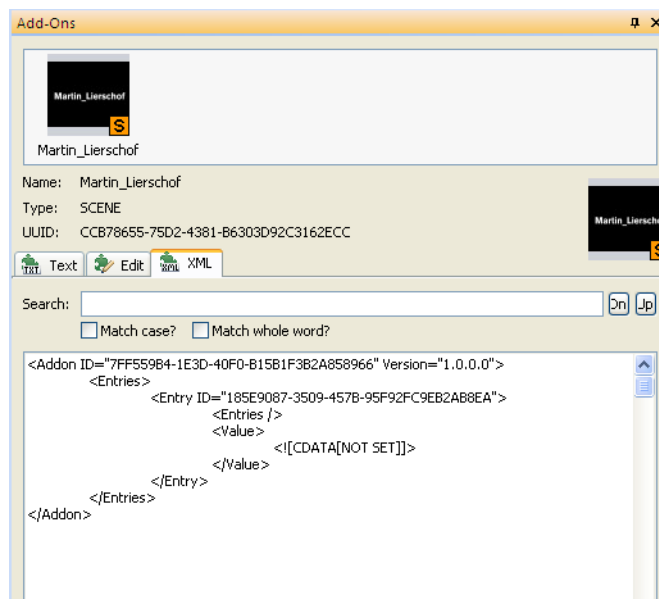 Add-Ons
Martin_Lierschof
S
Martin_Lierschof
Name: Martin_Lierschof
Type: SCENE
UUID: CCB78655-75D2-4381-B6303D92C3162ECC
Martin_Liersch
S
TXT Text Edit XML XML
Search:
Match case? Match whole word?
<Addon ID="7FF559B4-1E3D-40F0-B15B1F3B2A858966" Version="1.0.0.0">
<Entries>
<Entry ID="185E9087-3509-457B-95F92FC9EB2AB8EA">
<Entries />
<Value>
<![CDATA[NOT SET]]>
</Value>
</Entry>
</Entries>
</Addon>